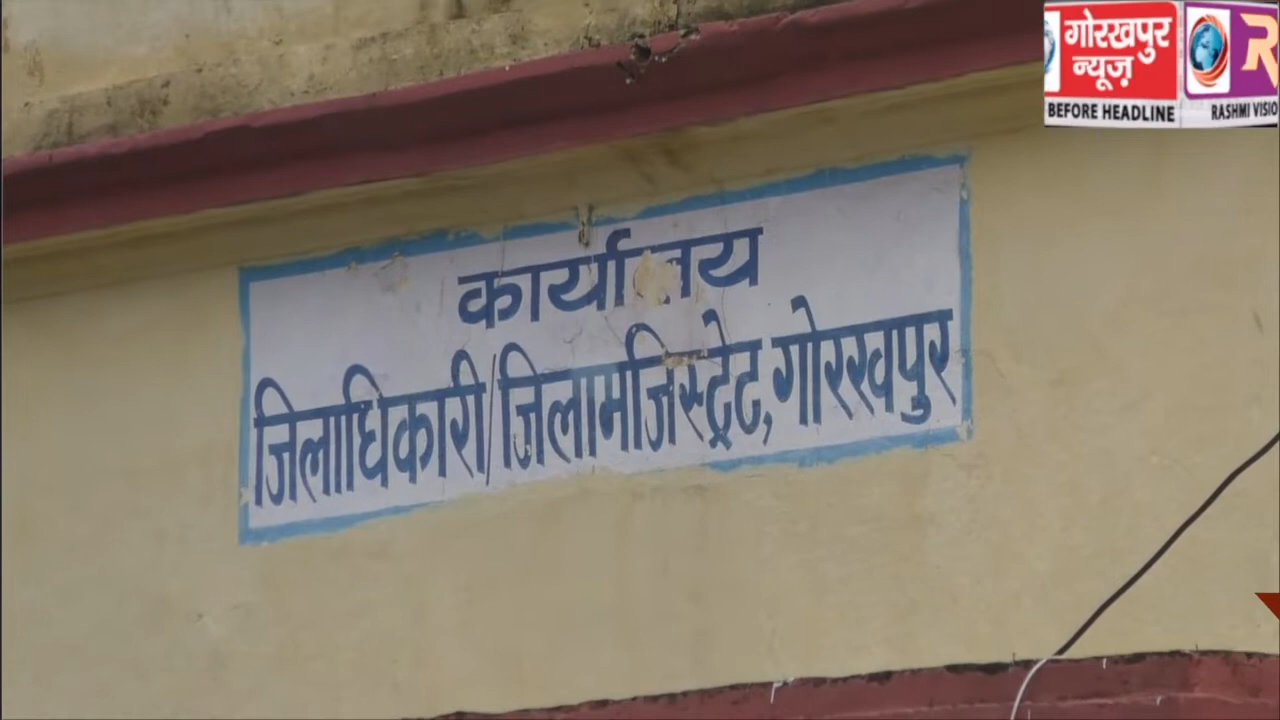 कार्यालय
जिलाधिकारी/जिलामजिस्ट्रेट,गोरखपुर
गोरखपुर
न्यूज़
BEFORE HEADLINE
R
RASHMI VISIO